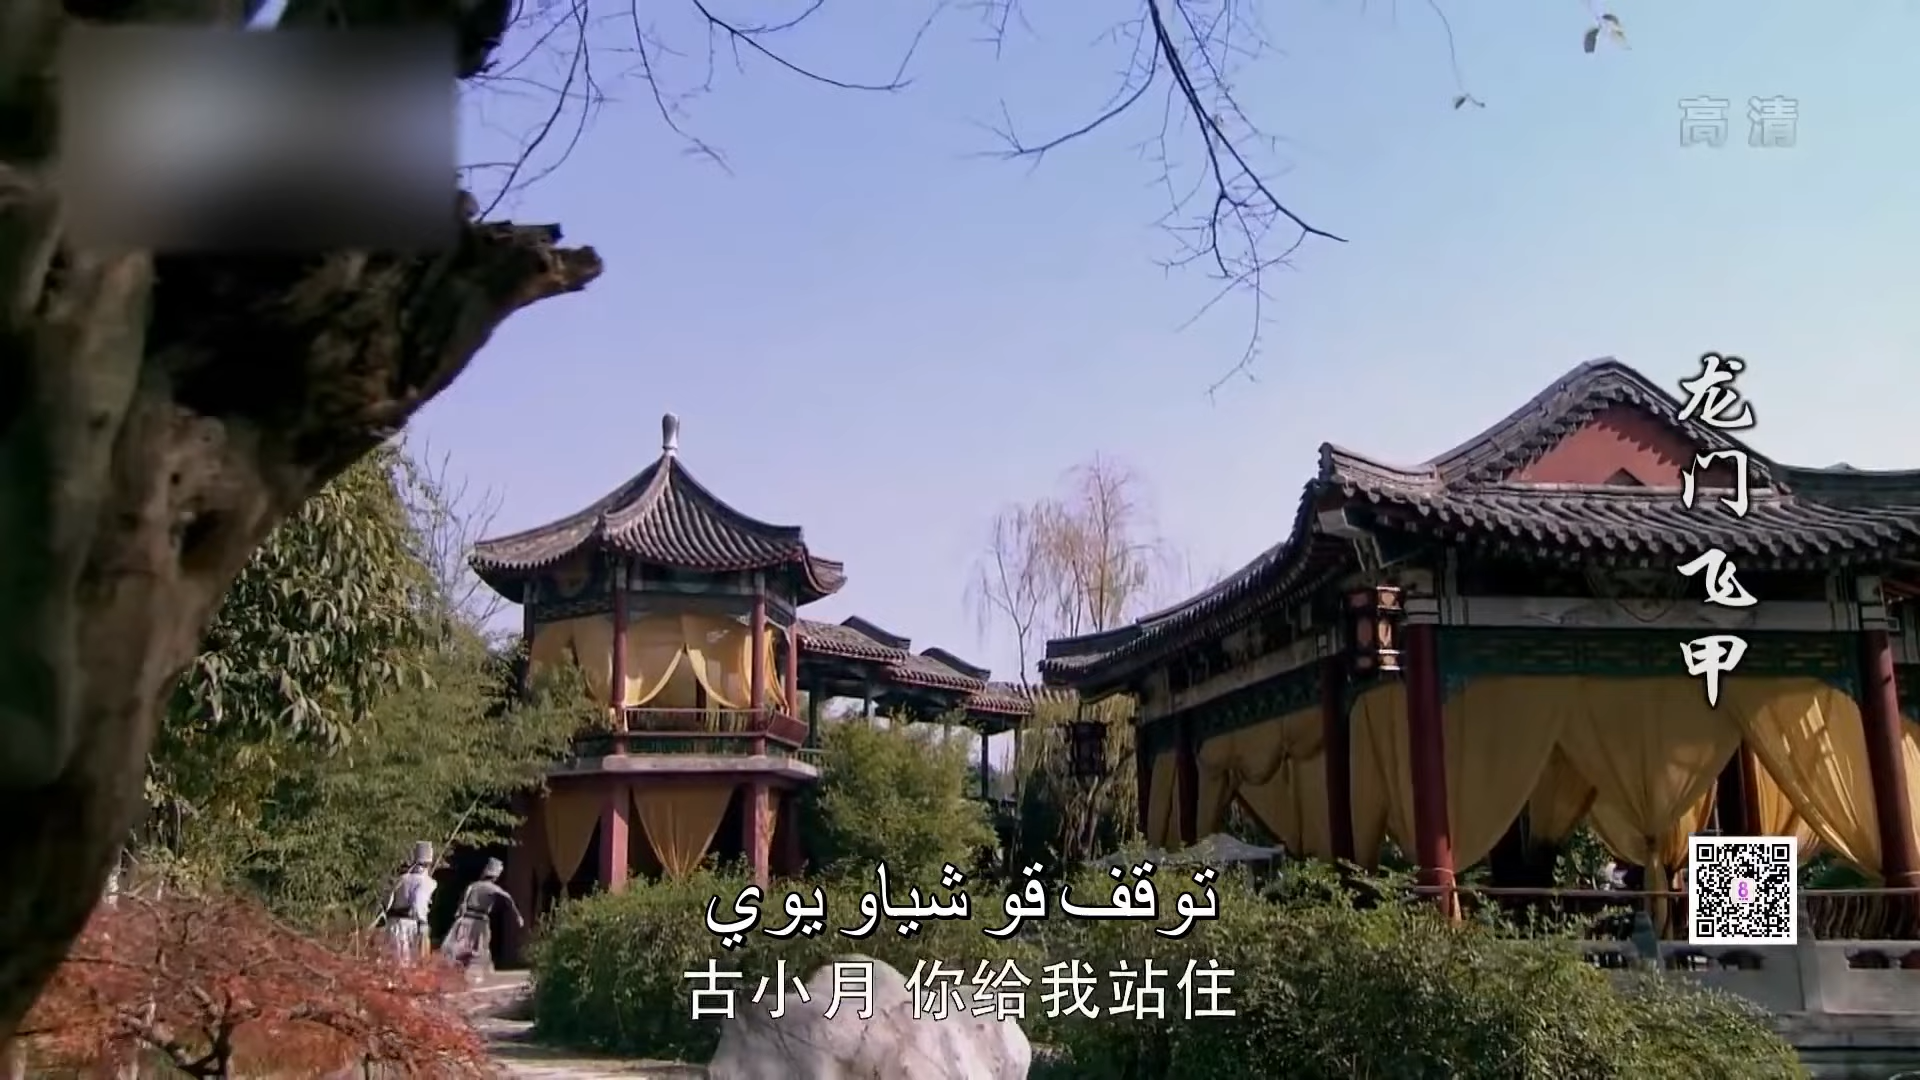 高清
龙门飞甲
توقف قو شياو يوي
古小月 你给我站住